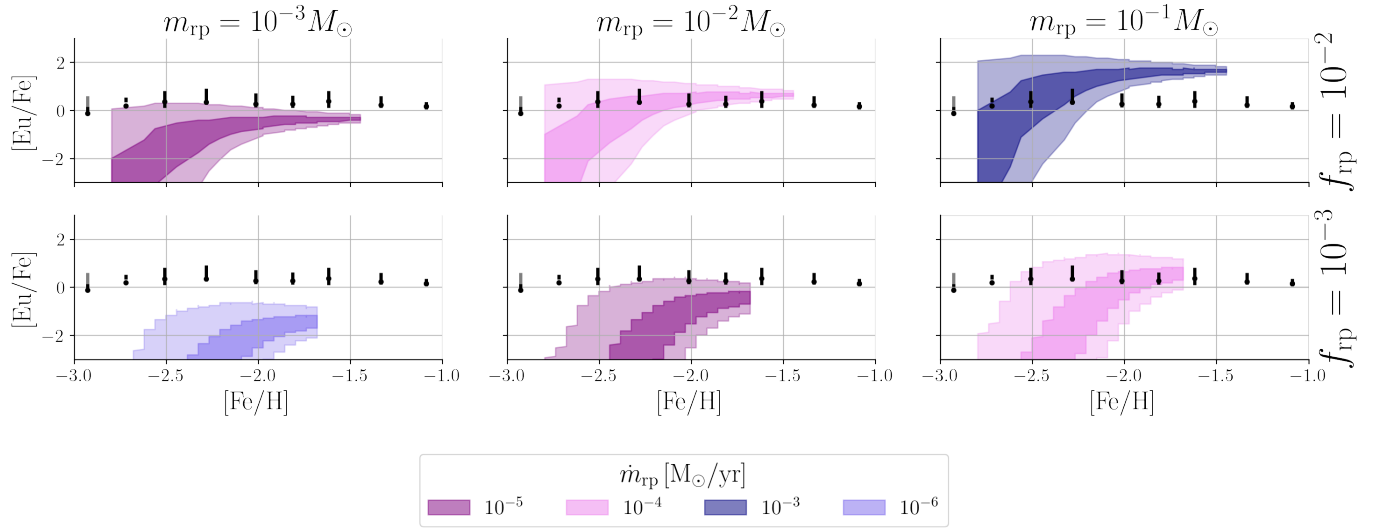 m_rp = 10^−3 M_⊙
m_rp = 10^−2 M_⊙
m_rp = 10^−1 M_⊙
[Eu/Fe]
2
0
−2
f_rp = 10^−2
[Eu/Fe]
2
0
−2
f_rp = 10^−3
−3.0 −2.5 −2.0 −1.5 −1.0
−3.0 −2.5 −2.0 −1.5 −1.0
−3.0 −2.5 −2.0 −1.5 −1.0
[Fe/H]
[Fe/H]
[Fe/H]
ṁ_rp [M_⊙/yr]
10^−5 10^−4 10^−3 10^−6